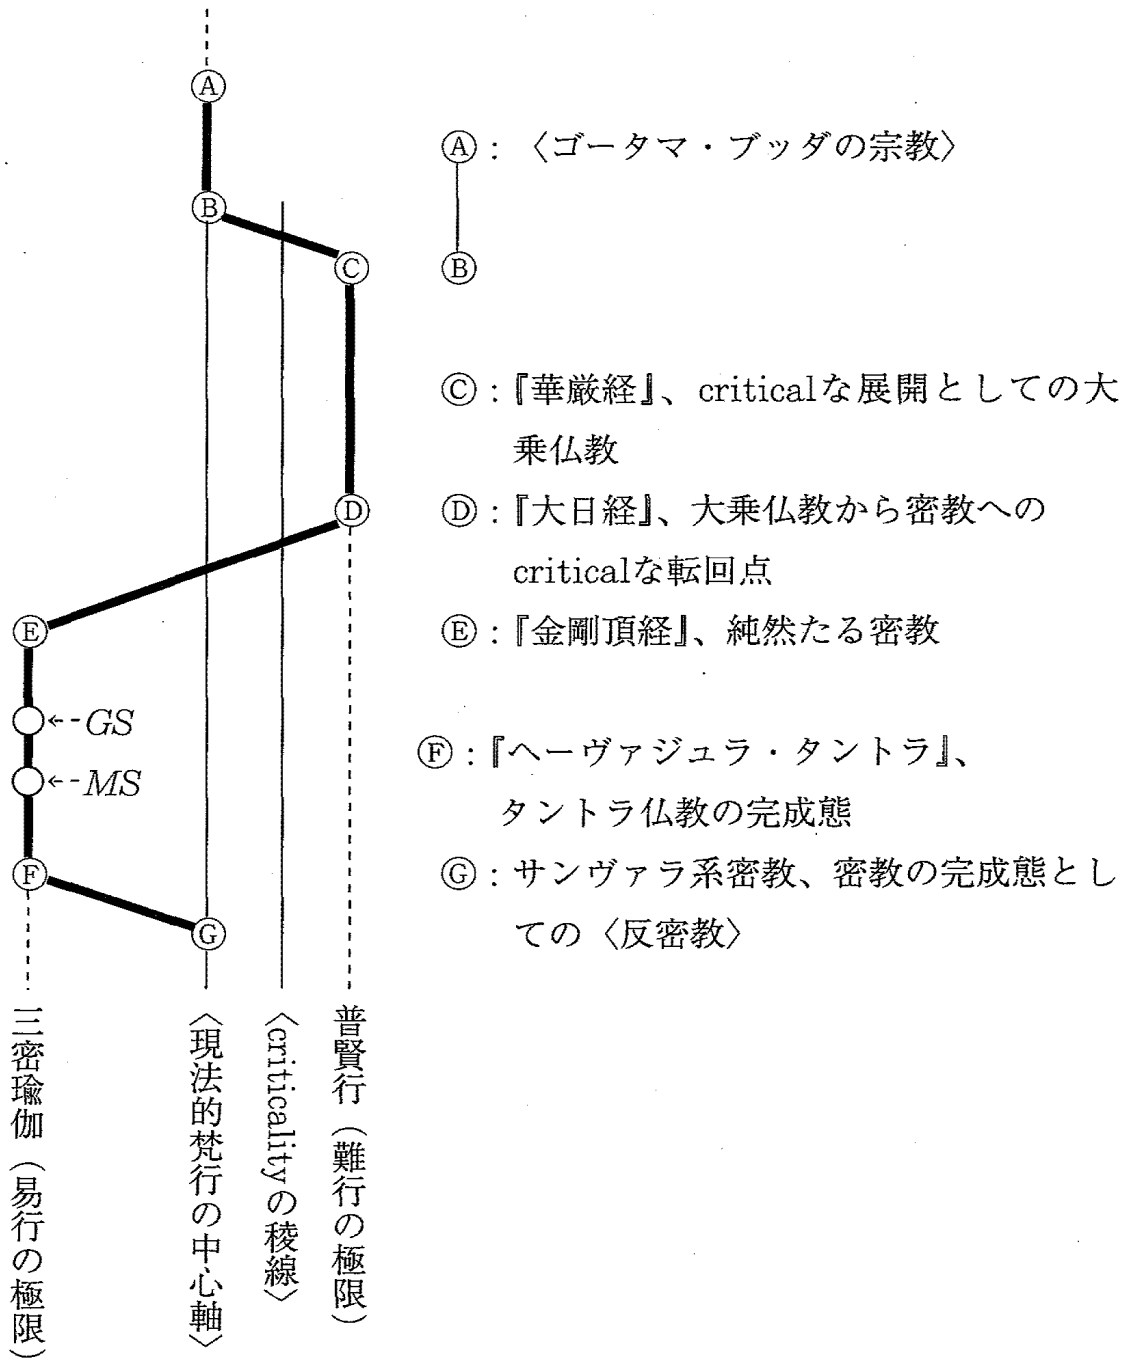 Ⓐ
Ⓑ
Ⓒ
Ⓓ
Ⓔ
GS
MS
Ⓕ
Ⓖ
Ⓐ：〈ゴータマ・ブッダの宗教〉
Ⓑ
Ⓒ：『華厳経』、criticalな展開としての大
乗仏教
Ⓓ：『大日経』、大乗仏教から密教への
criticalな転回点
Ⓔ：『金剛頂経』、純然たる密教
Ⓕ：『ヘーヴァジュラ・タントラ』、
タントラ仏教の完成態
Ⓖ：サンヴァラ系密教、密教の完成態とし
ての〈反密教〉
普賢行（難行の極限）
〈criticalityの稜線〉
〈現法的梵行の中心軸〉
三密瑜伽（易行の極限）